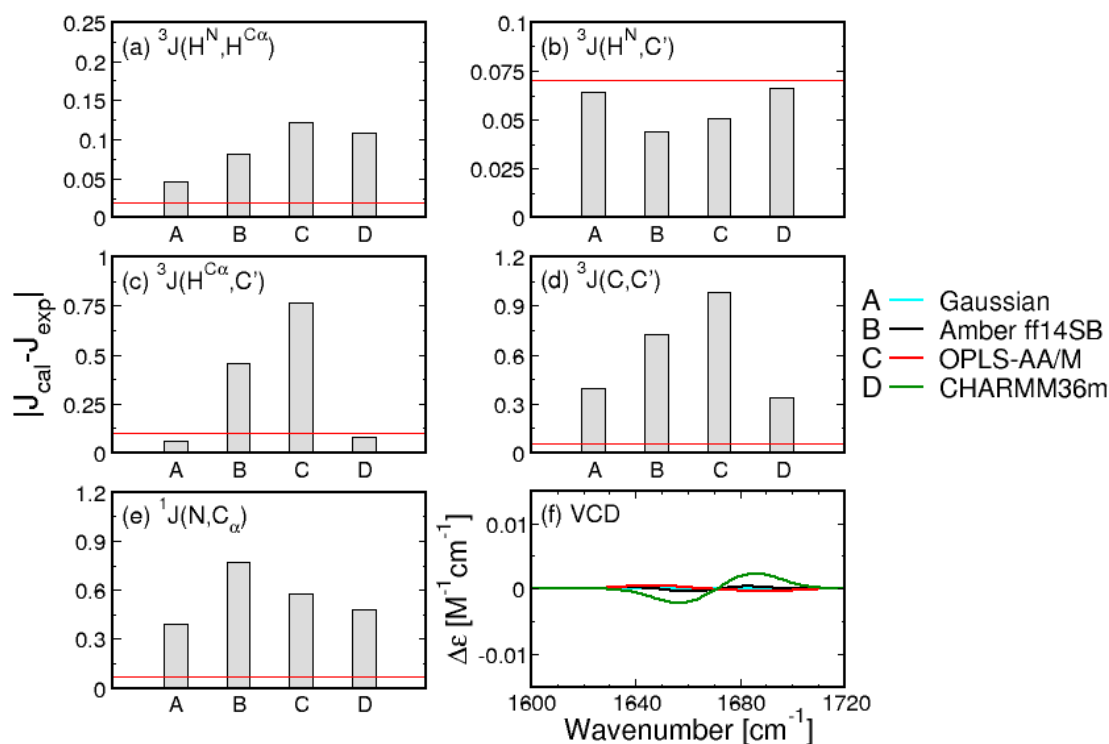 (a) ³J(Hᴺ,Hᶜᵅ)
0.25
0.2
0.15
0.1
0.05
0
A B C D
(b) ³J(Hᴺ,C')
0.1
0.075
0.05
0.025
0
A B C D
|J_cal-J_exp|
(c) ³J(Hᶜᵅ,C')
1
0.75
0.5
0.25
0
A B C D
(d) ³J(C,C')
1.2
0.9
0.6
0.3
0
A B C D
A Gaussian
B Amber ff14SB
C OPLS-AA/M
D CHARMM36m
(e) ¹J(N,C_α)
1.2
0.9
0.6
0.3
0
A B C D
(f) VCD
Δε [M⁻¹cm⁻¹]
0.01
0
-0.01
1600 1640 1680 1720
Wavenumber [cm⁻¹]